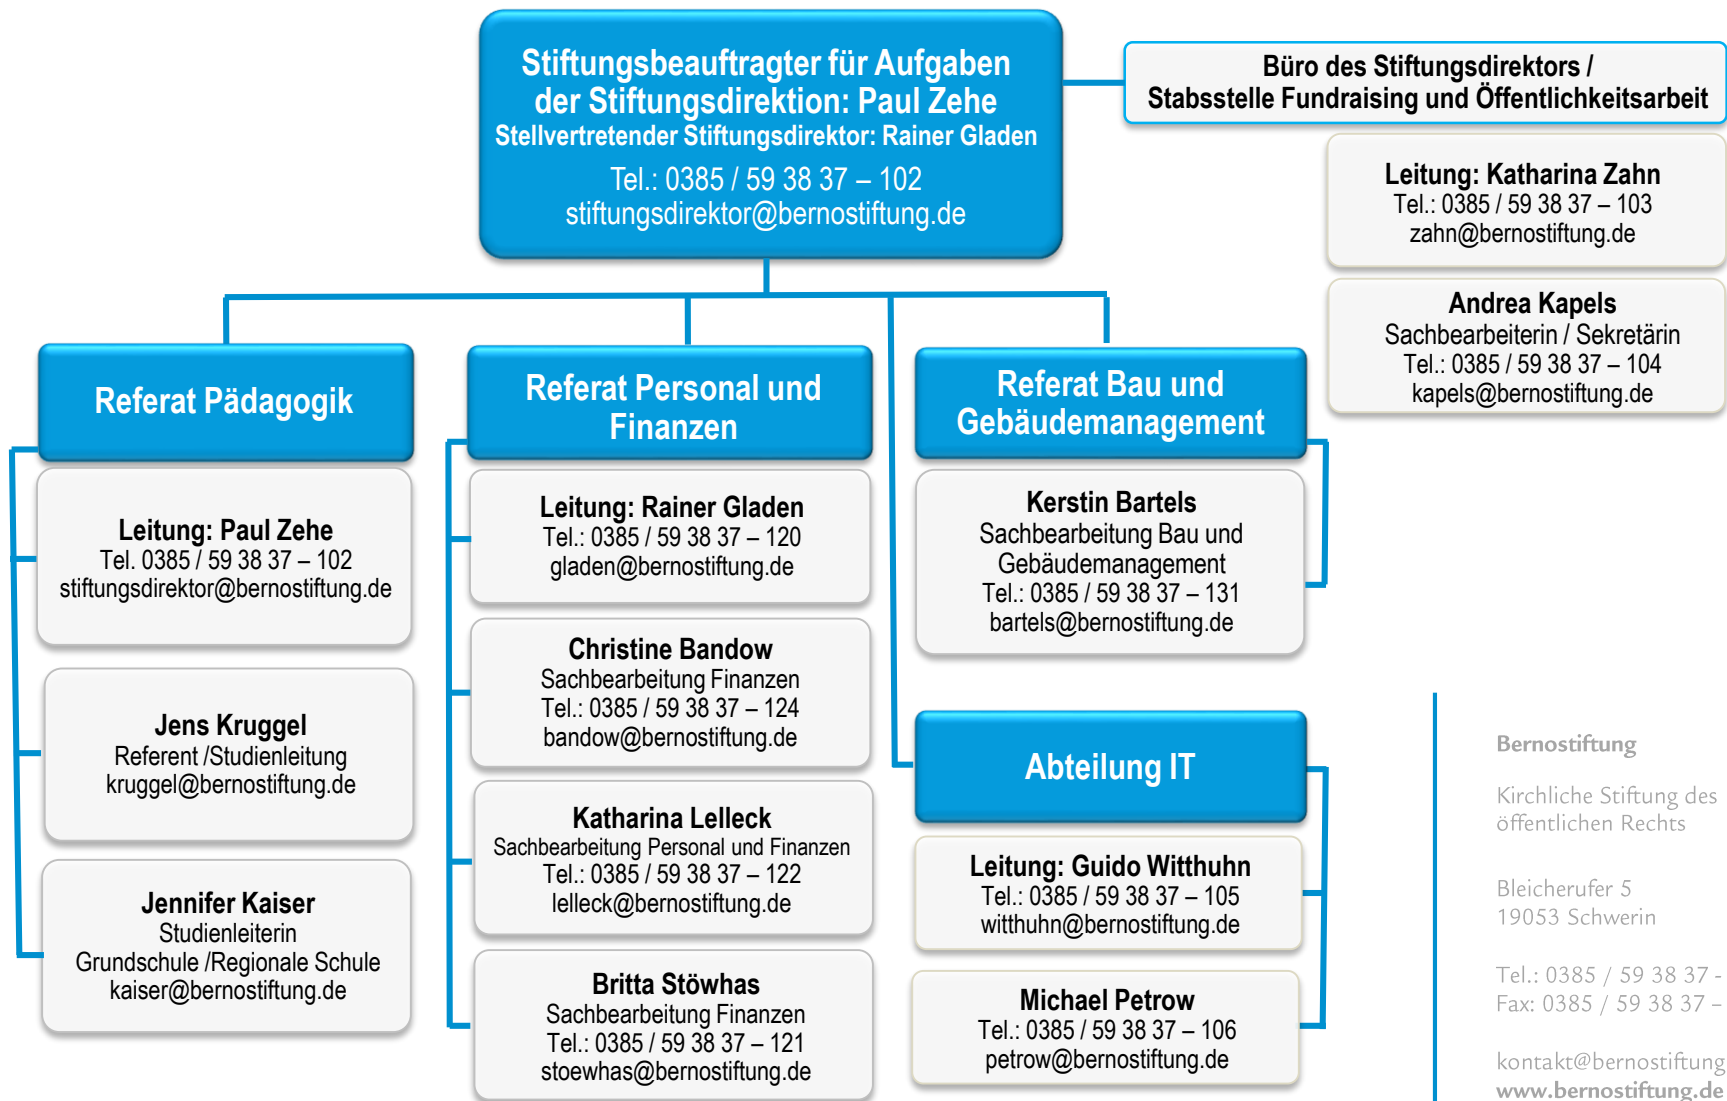 Stiftungsbeauftragter für Aufgaben
der Stiftungsdirektion: Paul Zehe
Stellvertretender Stiftungsdirektor: Rainer Gladen
Tel.: 0385 / 59 38 37 – 102
stiftungsdirektor@bernostiftung.de
Büro des Stiftungsdirektors /
Stabsstelle Fundraising und Öffentlichkeitsarbeit
Leitung: Katharina Zahn
Tel.: 0385 / 59 38 37 – 103
zahn@bernostiftung.de
Andrea Kapels
Sachbearbeiterin / Sekretärin
Tel.: 0385 / 59 38 37 – 104
kapels@bernostiftung.de
Referat Pädagogik
Leitung: Paul Zehe
Tel. 0385 / 59 38 37 – 102
stiftungsdirektor@bernostiftung.de
Jens Kruggel
Referent /Studienleitung
kruggel@bernostiftung.de
Jennifer Kaiser
Studienleiterin
Grundschule /Regionale Schule
kaiser@bernostiftung.de
Referat Personal und
Finanzen
Leitung: Rainer Gladen
Tel.: 0385 / 59 38 37 – 120
gladen@bernostiftung.de
Christine Bandow
Sachbearbeitung Finanzen
Tel.: 0385 / 59 38 37 – 124
bandow@bernostiftung.de
Katharina Lelleck
Sachbearbeitung Personal und Finanzen
Tel.: 0385 / 59 38 37 – 122
lelleck@bernostiftung.de
Britta Stöwhas
Sachbearbeitung Finanzen
Tel.: 0385 / 59 38 37 – 121
stoewhas@bernostiftung.de
Referat Bau und
Gebäudemanagement
Kerstin Bartels
Sachbearbeitung Bau und
Gebäudemanagement
Tel.: 0385 / 59 38 37 – 131
bartels@bernostiftung.de
Abteilung IT
Leitung: Guido Witthuhn
Tel.: 0385 / 59 38 37 – 105
witthuhn@bernostiftung.de
Michael Petrow
Tel.: 0385 / 59 38 37 – 106
petrow@bernostiftung.de
Bernostiftung
Kirchliche Stiftung des
öffentlichen Rechts
Bleicherufer 5
19053 Schwerin
Tel.: 0385 / 59 38 37 -
Fax: 0385 / 59 38 37 –
kontakt@bernostiftung
www.bernostiftung.de